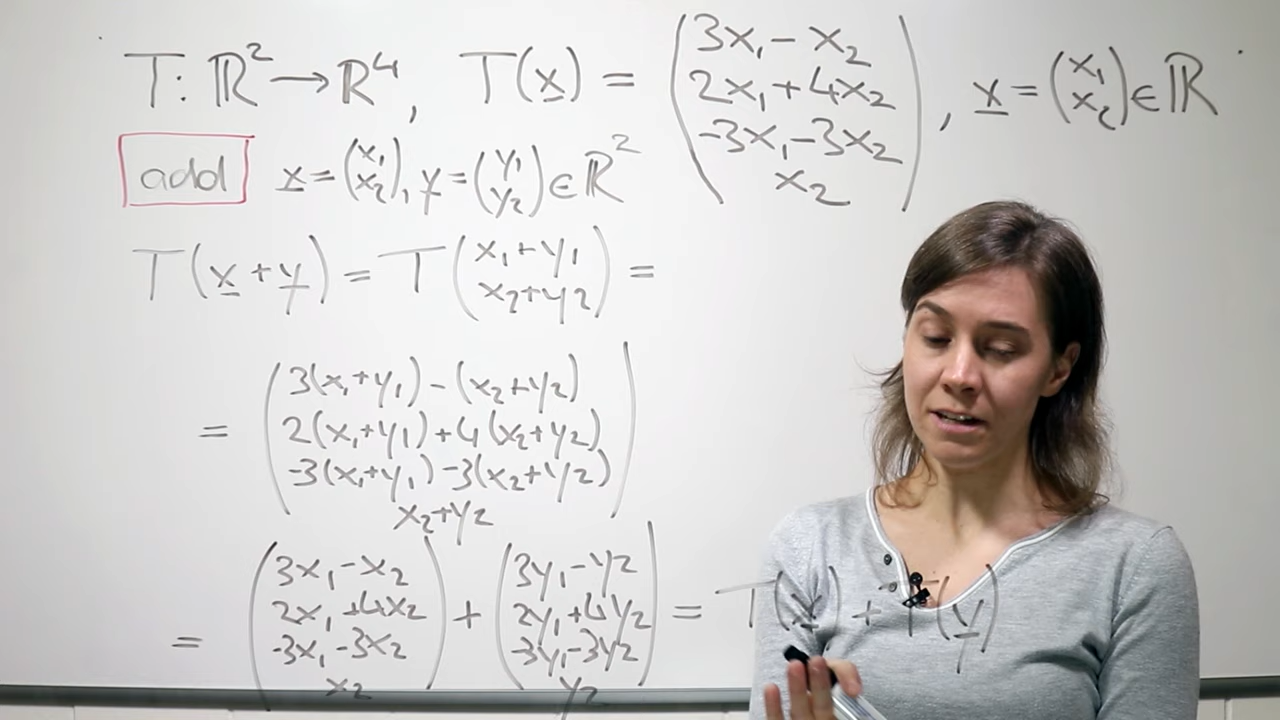 T: ℝ² → ℝ⁴, T(x̲) = (3x₁ - x₂
2x₁ + 4x₂
-3x₁ - 3x₂
x₂), x̲ = (x₁ x₂) ∈ ℝ
add x̲ = (x₁ x₂), y̲ = (y₁ y₂) ∈ ℝ²
T(x̲ + y̲) = T(x₁ + y₁
x₂ + y₂) =
= (3(x₁ + y₁) - (x₂ + y₂)
2(x₁ + y₁) + 4(x₂ + y₂)
-3(x₁ + y₁) - 3(x₂ + y₂)
x₂ + y₂)
= (3x₁ - x₂
2x₁ + 4x₂
-3x₁ - 3x₂
x₂) + (3y₁ - y₂
2y₁ + 4y₂
-3y₁ - 3y₂
y₂) = T(x̲) + T(y̲)